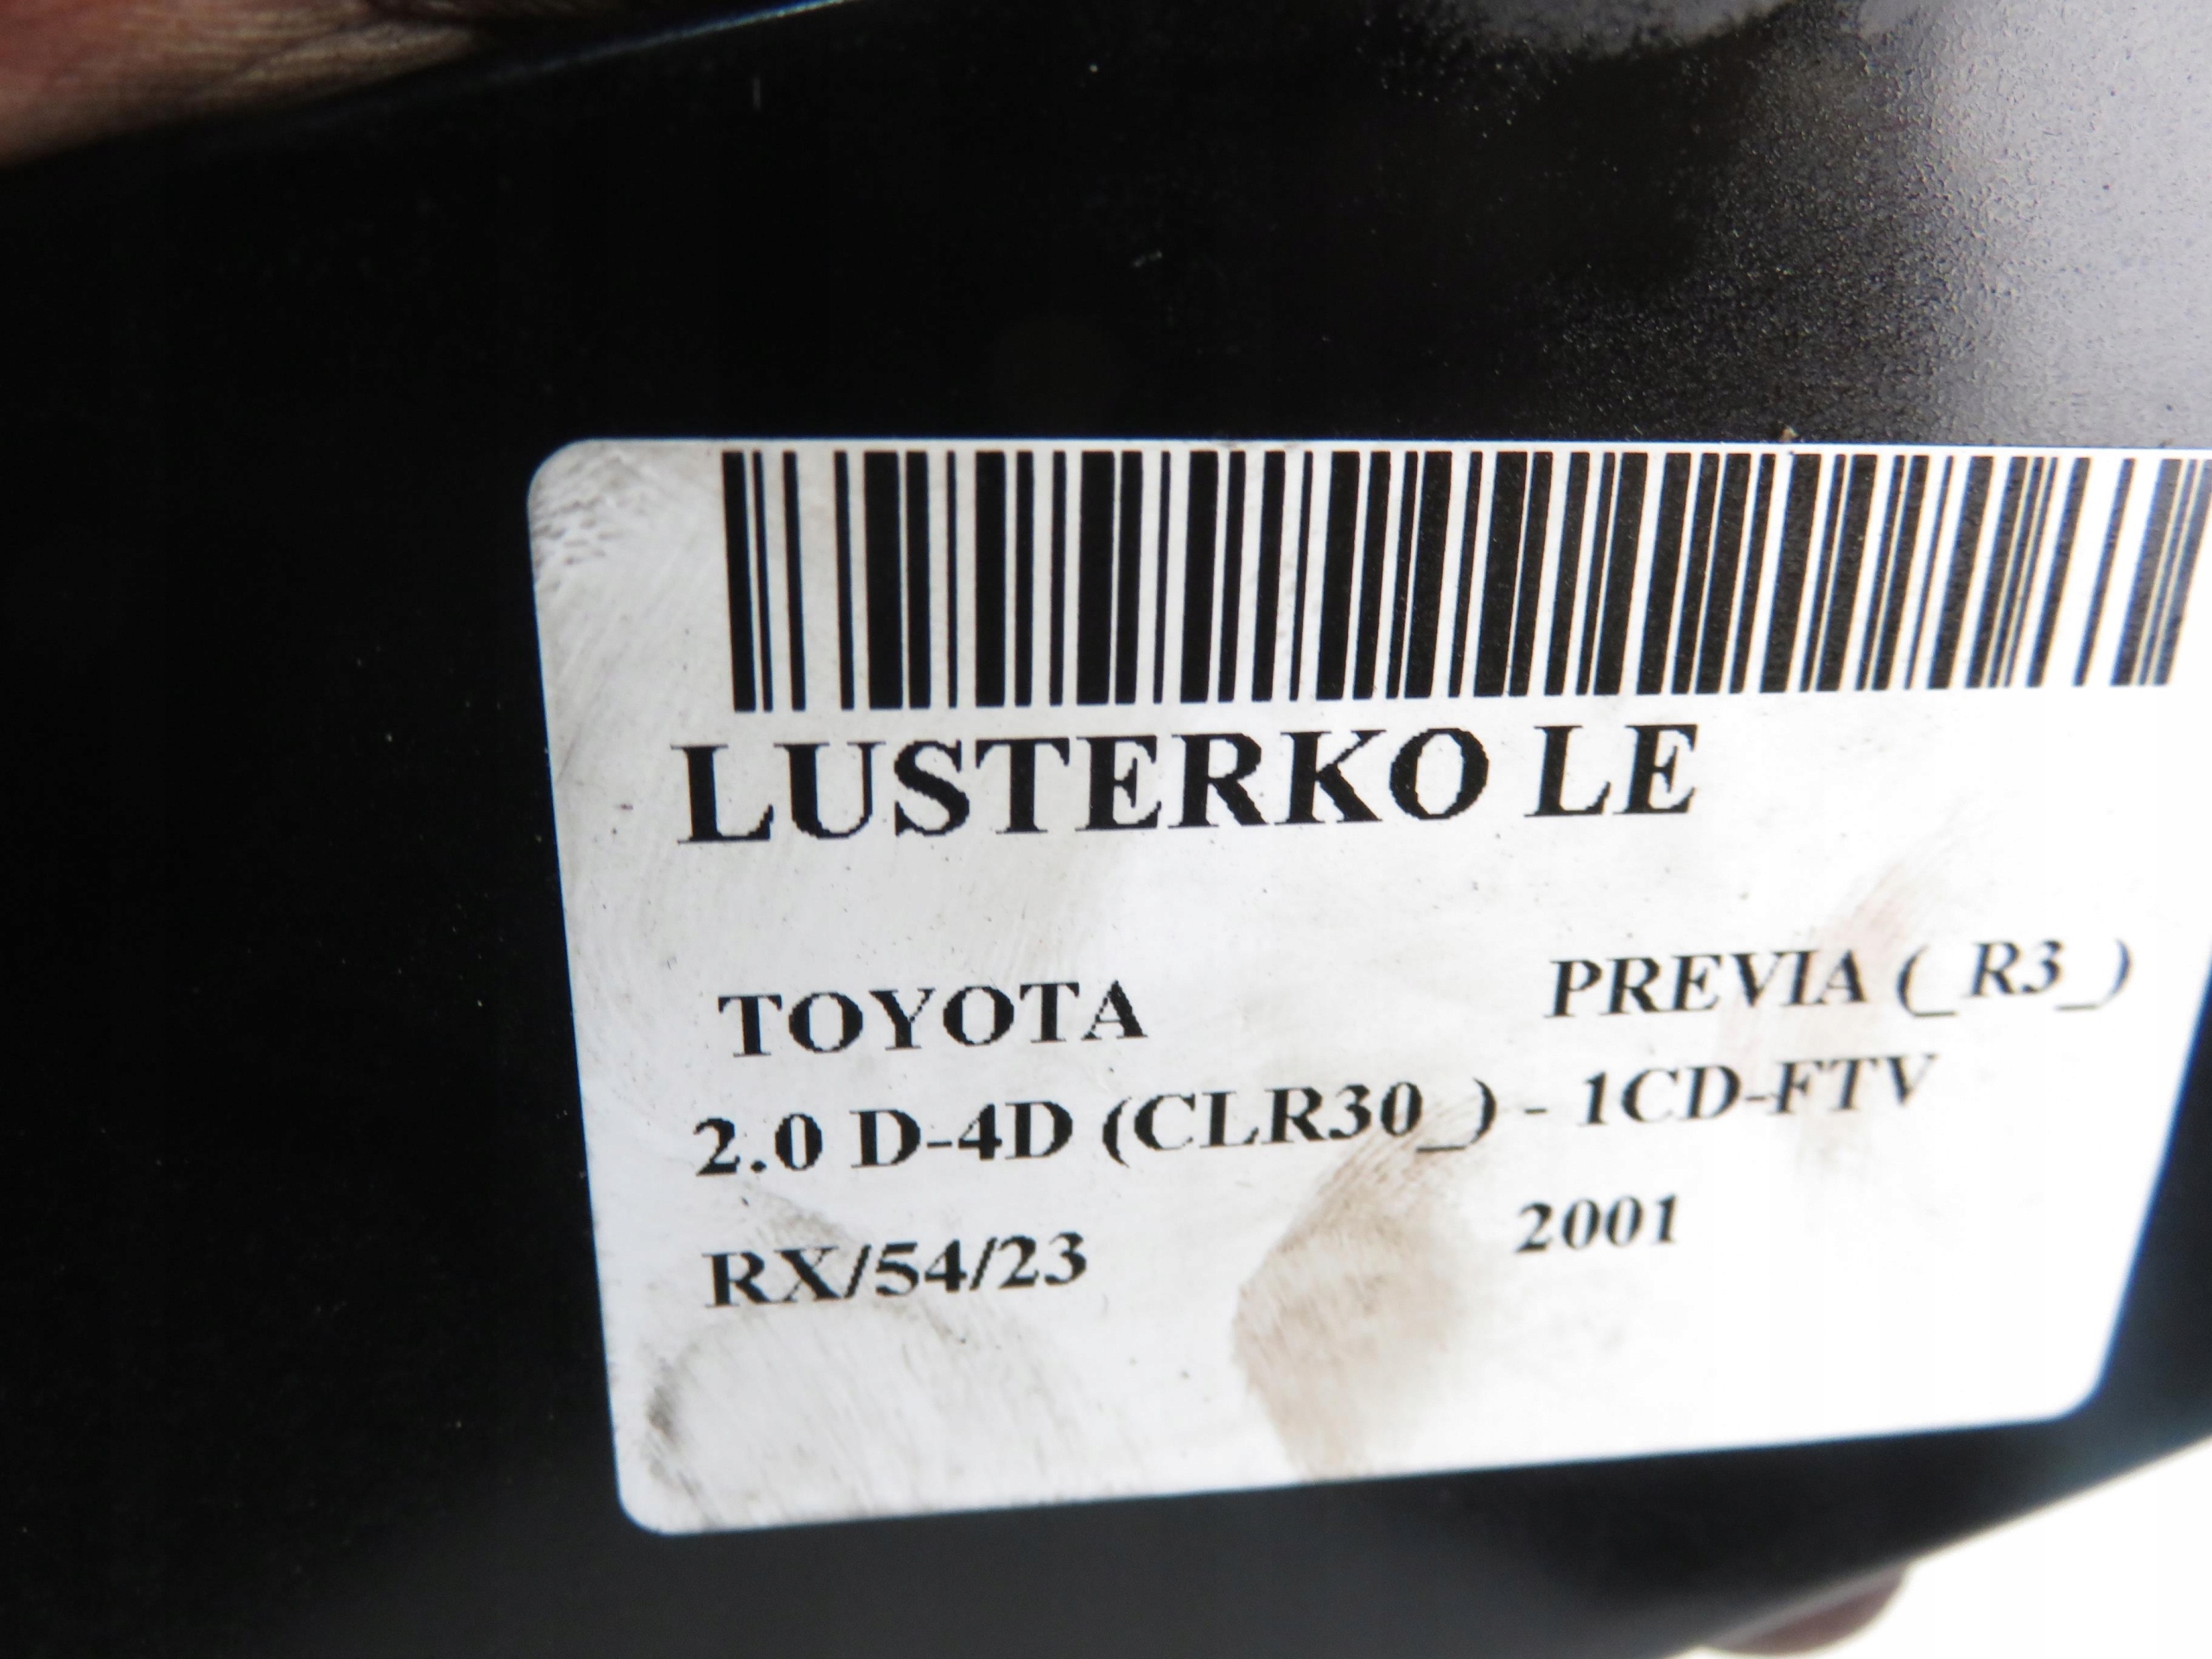 LUSTERKO LE
TOYOTA PREVIA (_R3_)
2.0 D-4D (CLR30_) - 1CD-FTV
RX/54/23 2001